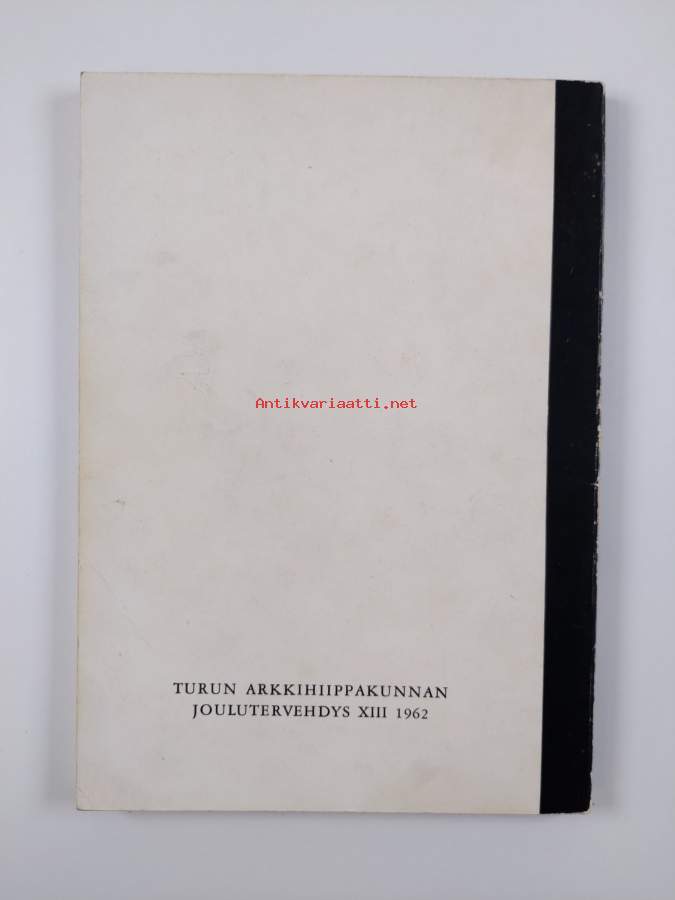 Antikvariaatti.net
TURUN ARKKIHIIPPAKUNNAN
JOULUTERVEHDYS XIII 1962